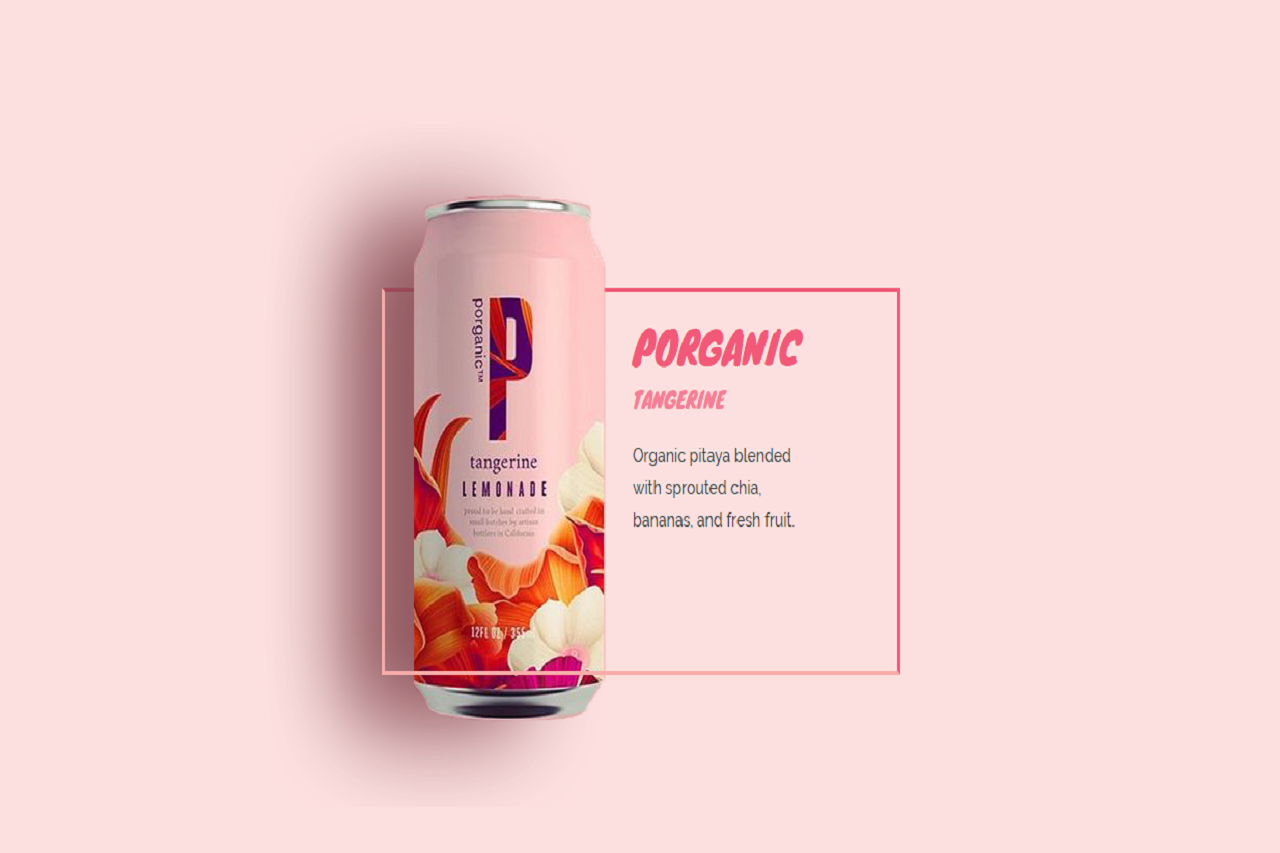 P
porganic™
tangerine
LEMONADE
proud to be hand crafted in
small batches by artisan
bottlers in California
12FL OZ / 355
PORGANIC
TANGERINE
Organic pitaya blended
with sprouted chia,
bananas, and fresh fruit.